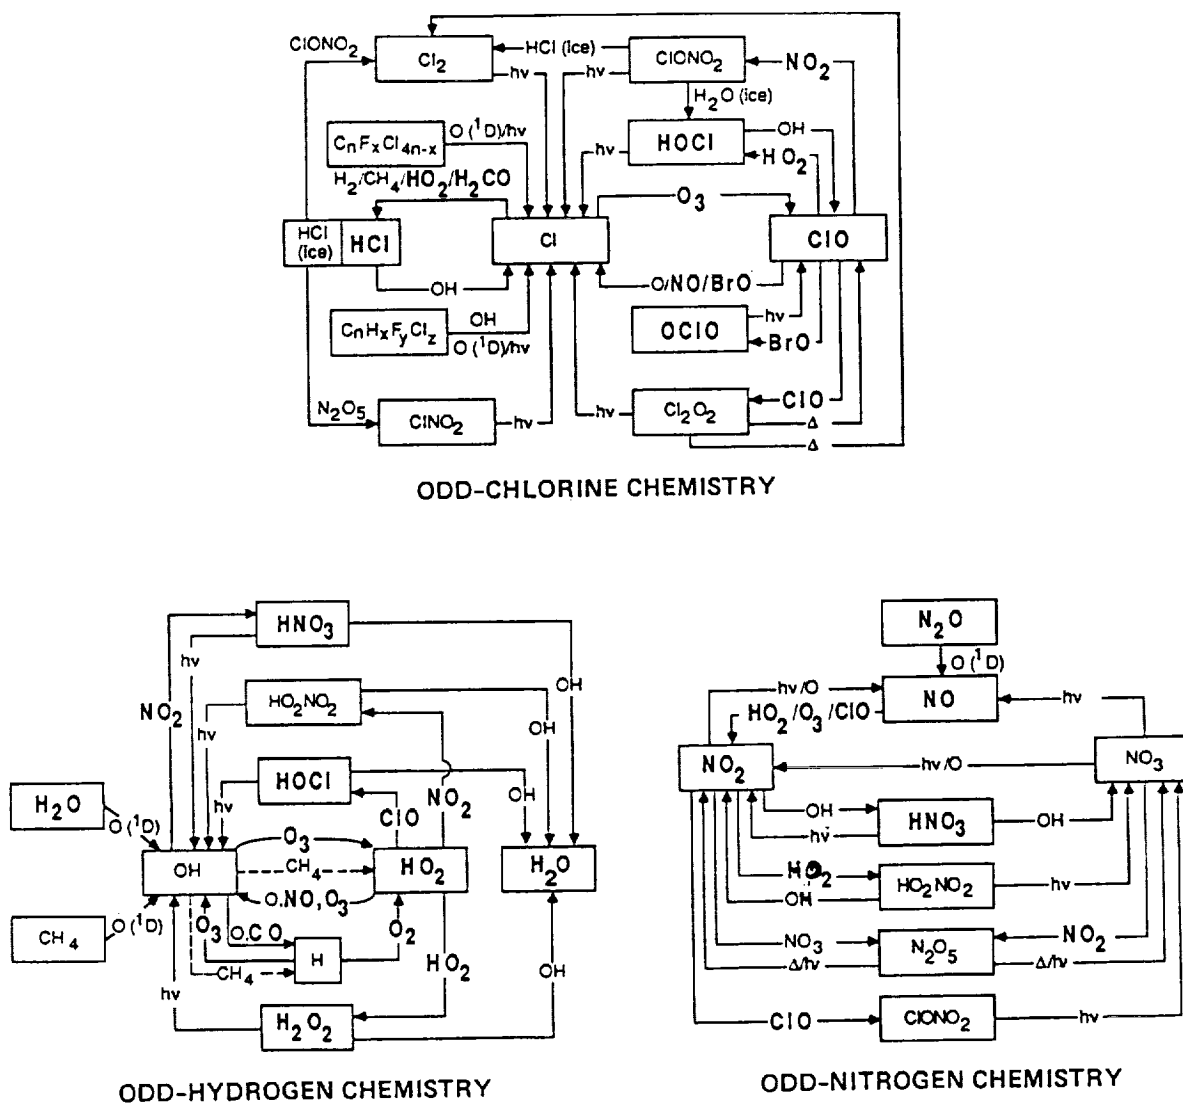 ClONO₂
Cl₂
HCl (ice)
ClONO₂
NO₂
hν
hν
H₂O (ice)
CₙFₓCl₄ₙ₋ₓ
O (¹D)/hν
hν
HOCl
OH
HO₂
H₂/CH₄/HO₂/H₂CO
O₃
HCl (ice)
HCl
Cl
ClO
OH
O/NO/BrO
CₙHₓFᵧCl_z
OH
O (¹D)/hν
OClO
hν
BrO
N₂O₅
ClNO₂
hν
hν
Cl₂O₂
ClO
Δ
Δ
ODD-CHLORINE CHEMISTRY
HNO₃
hν
OH
NO₂
HO₂NO₂
hν
OH
HOCl
hν
OH
ClO
NO₂
H₂O
O (¹D)
O₃
OH
CH₄
HO₂
H₂O
O.NO,O₃
CH₄
O (¹D)
O₃
O.CO
O₂
H
CH₄
HO₂
OH
hν
H₂O₂
ODD-HYDROGEN CHEMISTRY
N₂O
O (¹D)
hν/O
NO
hν
HO₂/O₃/ClO
NO₂
hν/O
NO₃
OH
HNO₃
OH
hν
HO₂
HO₂NO₂
hν
OH
NO₃
N₂O₅
NO₂
Δ/hν
Δ/hν
ClO
ClONO₂
hν
ODD-NITROGEN CHEMISTRY